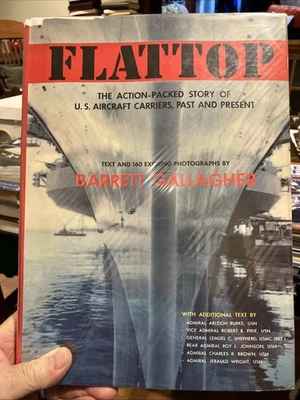 FLATTOP
THE ACTION-PACKED STORY OF
U.S. AIRCRAFT CARRIERS, PAST AND PRESENT
TEXT AND 160 EXCITING PHOTOGRAPHS BY
BARRETT GALLAGHER
WITH ADDITIONAL TEXT BY
- ADMIRAL ARLEIGH BURKE, USN
- VICE ADMIRAL ROBERT B. PIRIE, USN
- GENERAL LEMUEL C. SHEPHERD, USMC (RET.)
- REAR ADMIRAL ROY L. JOHNSON, USN
- ADMIRAL CHARLES R. BROWN, USN
- ADMIRAL JERAULD WRIGHT, USN